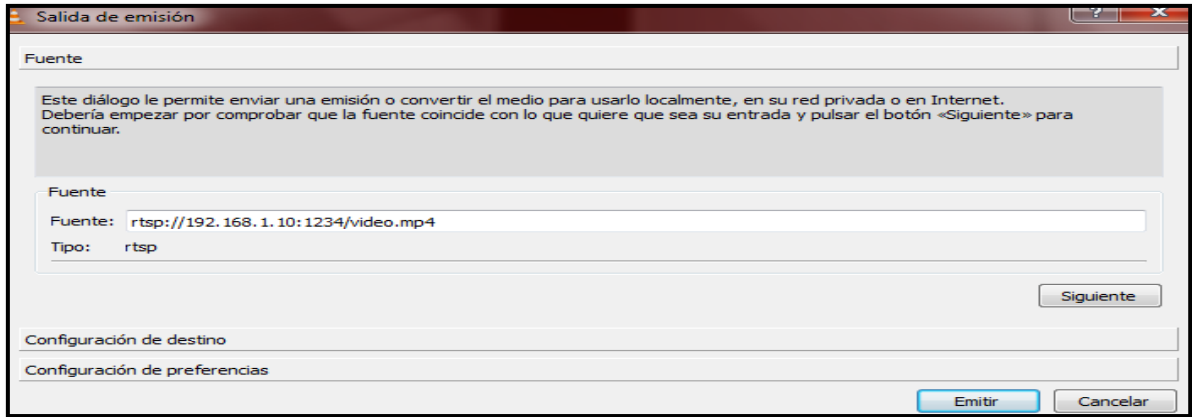 Salida de emisión
Fuente
Este diálogo le permite enviar una emisión o convertir el medio para usarlo localmente, en su red privada o en Internet.
Debería empezar por comprobar que la fuente coincide con lo que quiere que sea su entrada y pulsar el botón «Siguiente» para
continuar.
Fuente
Fuente: rtsp://192.168.1.10:1234/video.mp4
Tipo: rtsp
Siguiente
Configuración de destino
Configuración de preferencias
Emitir Cancelar